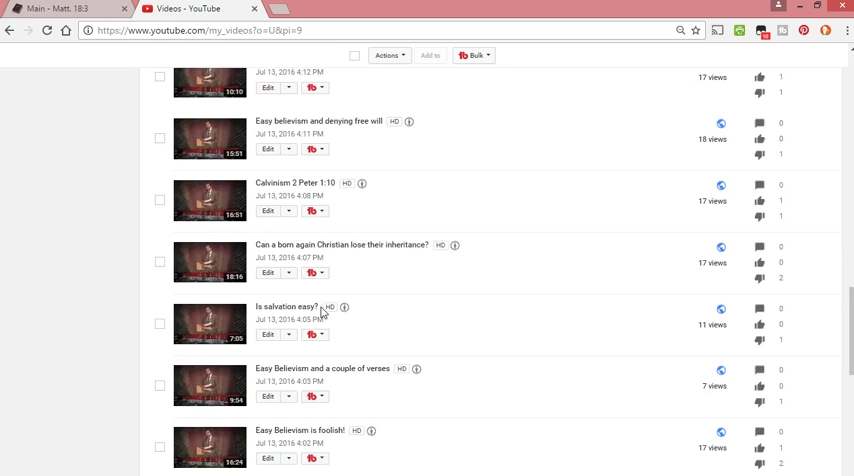 Main - Matt. 18:3
Videos - YouTube
https://www.youtube.com/my_videos?o=U&pi=9
10
Actions
Add to
Bulk
Jul 13, 2016 4:12 PM
10:10
Edit
17 views
1
1
Easy believism and denying free will HD
Jul 13, 2016 4:11 PM
15:51
Edit
18 views
0
0
1
Calvinism 2 Peter 1:10 HD
Jul 13, 2016 4:08 PM
16:51
Edit
17 views
0
1
1
Can a born again Christian lose their inheritance? HD
Jul 13, 2016 4:07 PM
18:16
Edit
17 views
0
0
2
Is salvation easy? HD
Jul 13, 2016 4:05 PM
7:05
Edit
11 views
0
0
1
Easy Believism and a couple of verses HD
Jul 13, 2016 4:03 PM
9:54
Edit
7 views
0
0
1
Easy Believism is foolish! HD
Jul 13, 2016 4:02 PM
16:24
Edit
17 views
0
1
2